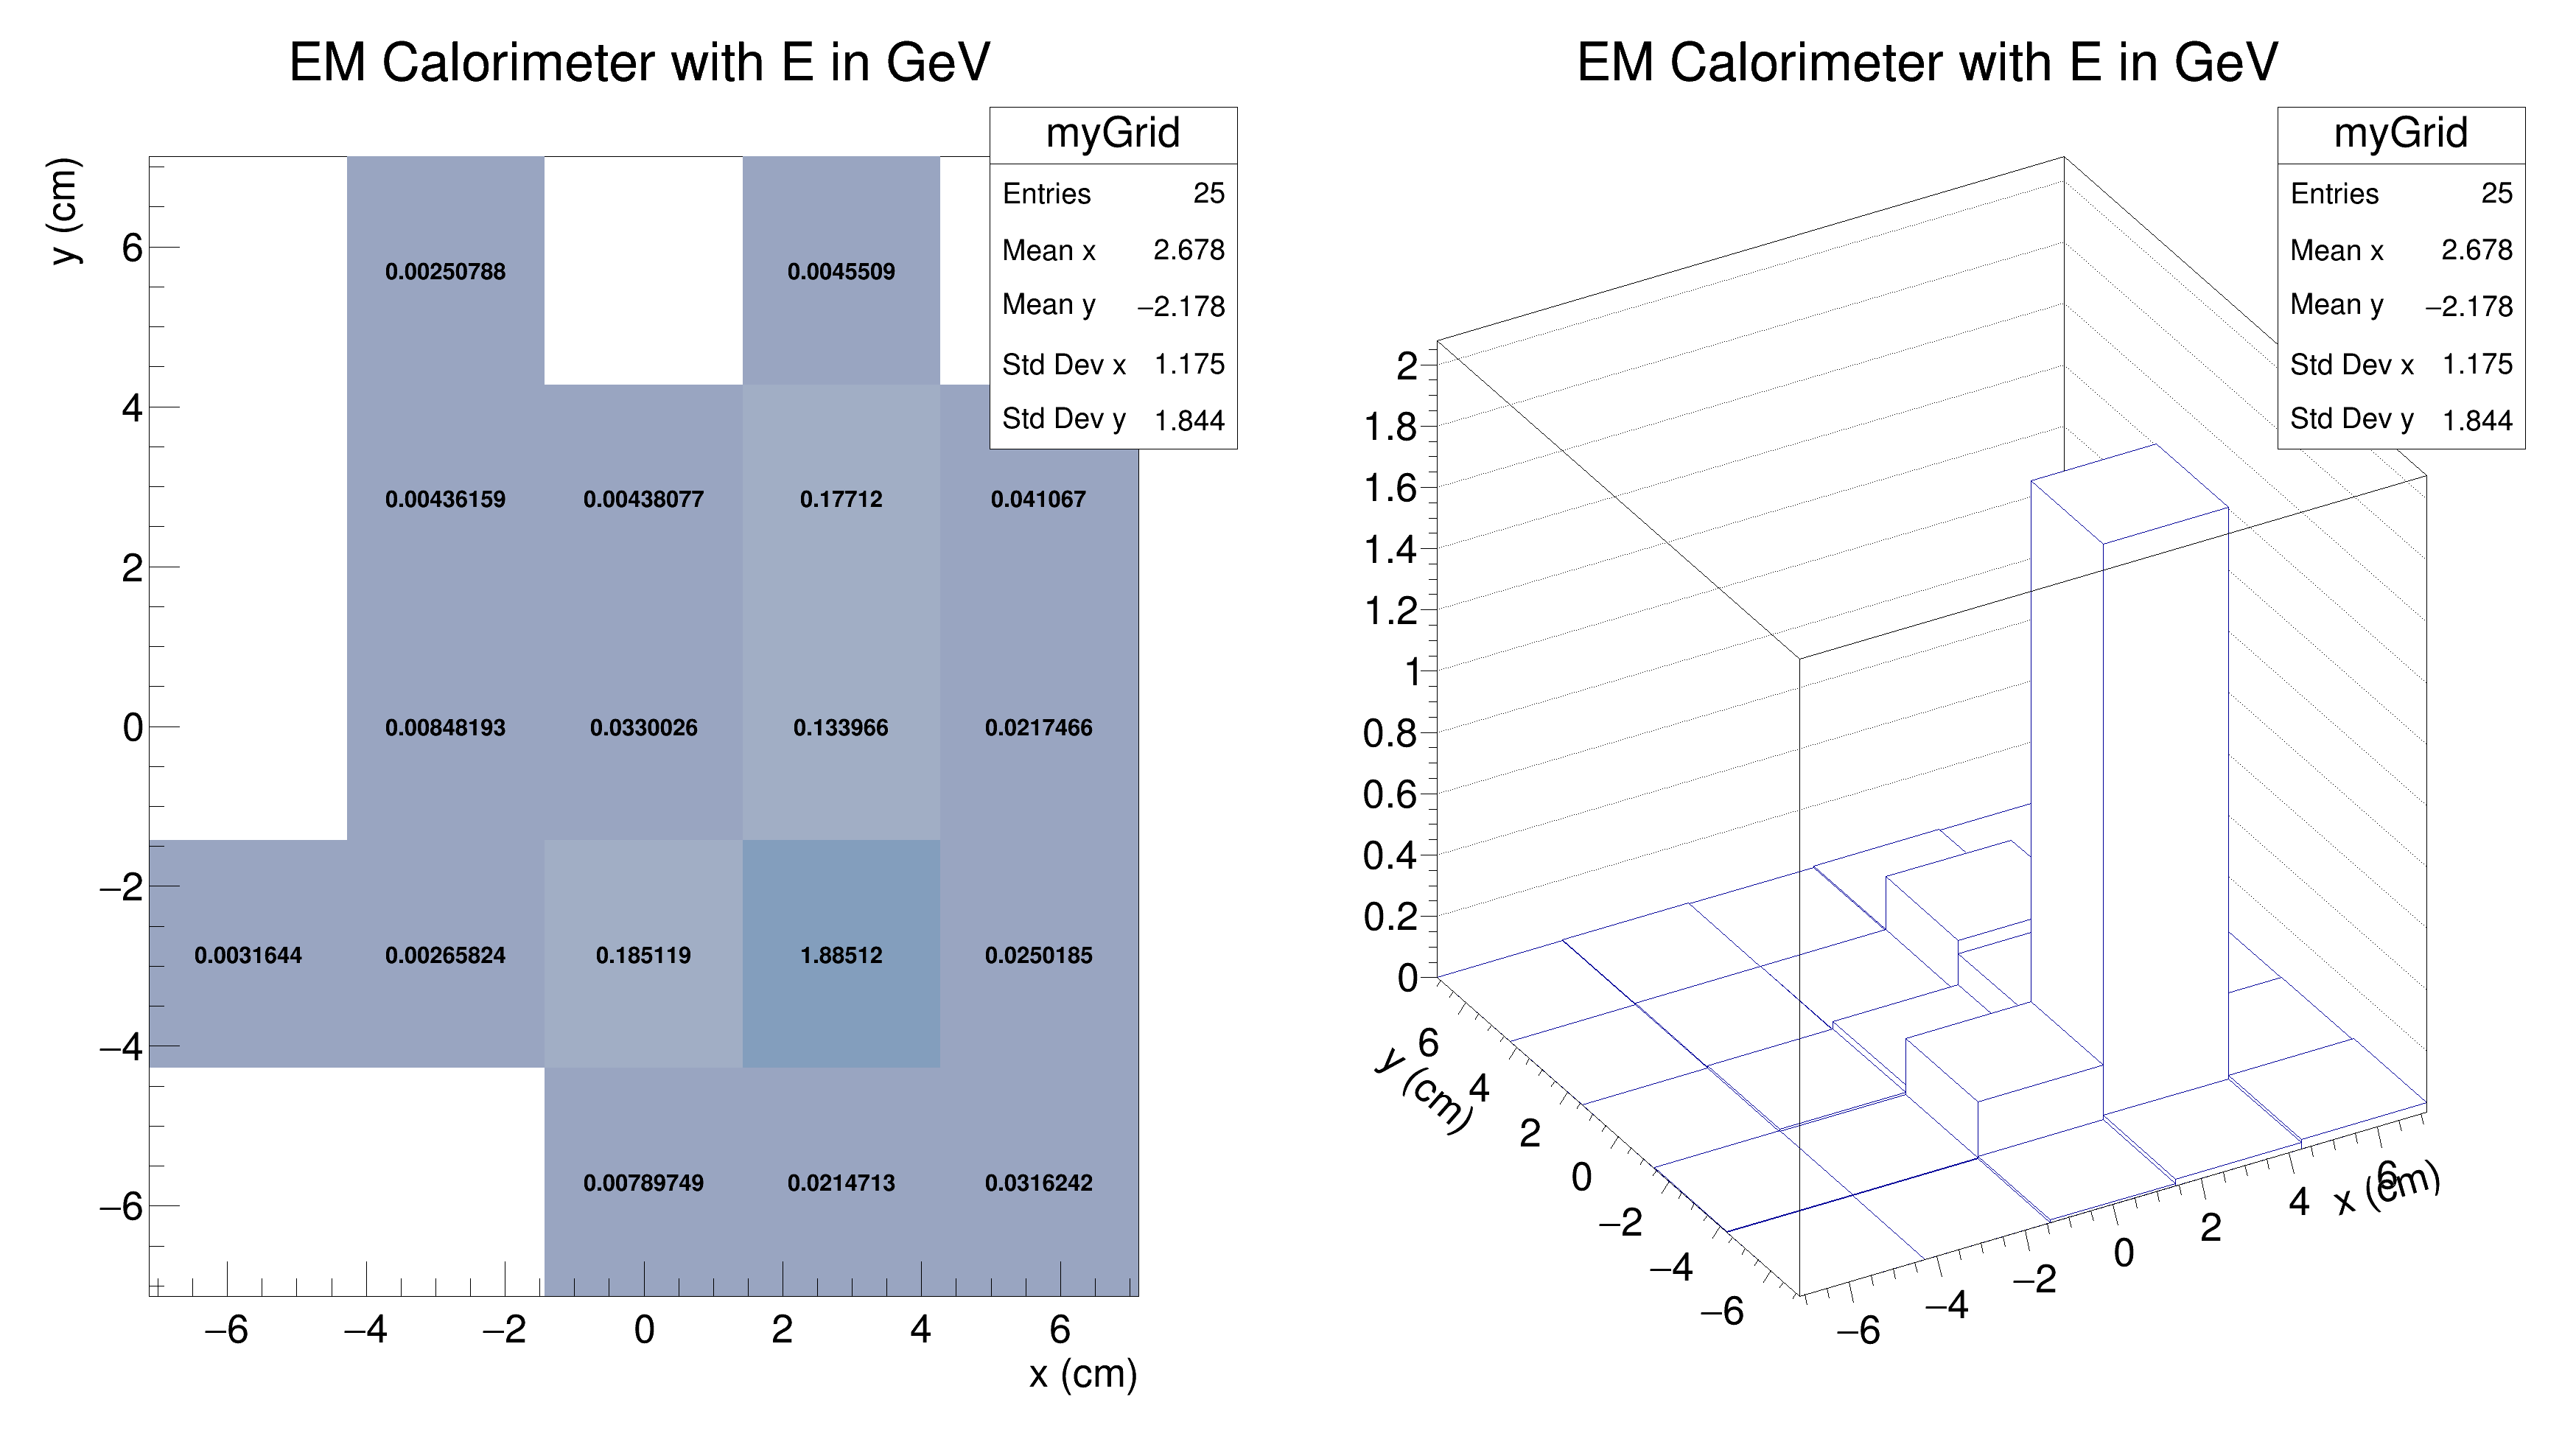 EM Calorimeter with E in GeV
myGrid
Entries 25
Mean x 2.678
Mean y −2.178
Std Dev x 1.175
Std Dev y 1.844
y (cm)
6
4
2
0
−2
−4
−6
0.00250788 0.0045509
0.00436159 0.00438077 0.17712 0.041067
0.00848193 0.0330026 0.133966 0.0217466
0.0031644 0.00265824 0.185119 1.88512 0.0250185
0.00789749 0.0214713 0.0316242
−6 −4 −2 0 2 4 6
x (cm)
EM Calorimeter with E in GeV
myGrid
Entries 25
Mean x 2.678
Mean y −2.178
Std Dev x 1.175
Std Dev y 1.844
2
1.8
1.6
1.4
1.2
1
0.8
0.6
0.4
0.2
0
y (cm)
6
4
2
0
−2
−4
−6
−6
−4
−2
0
2
4
6
x (cm)